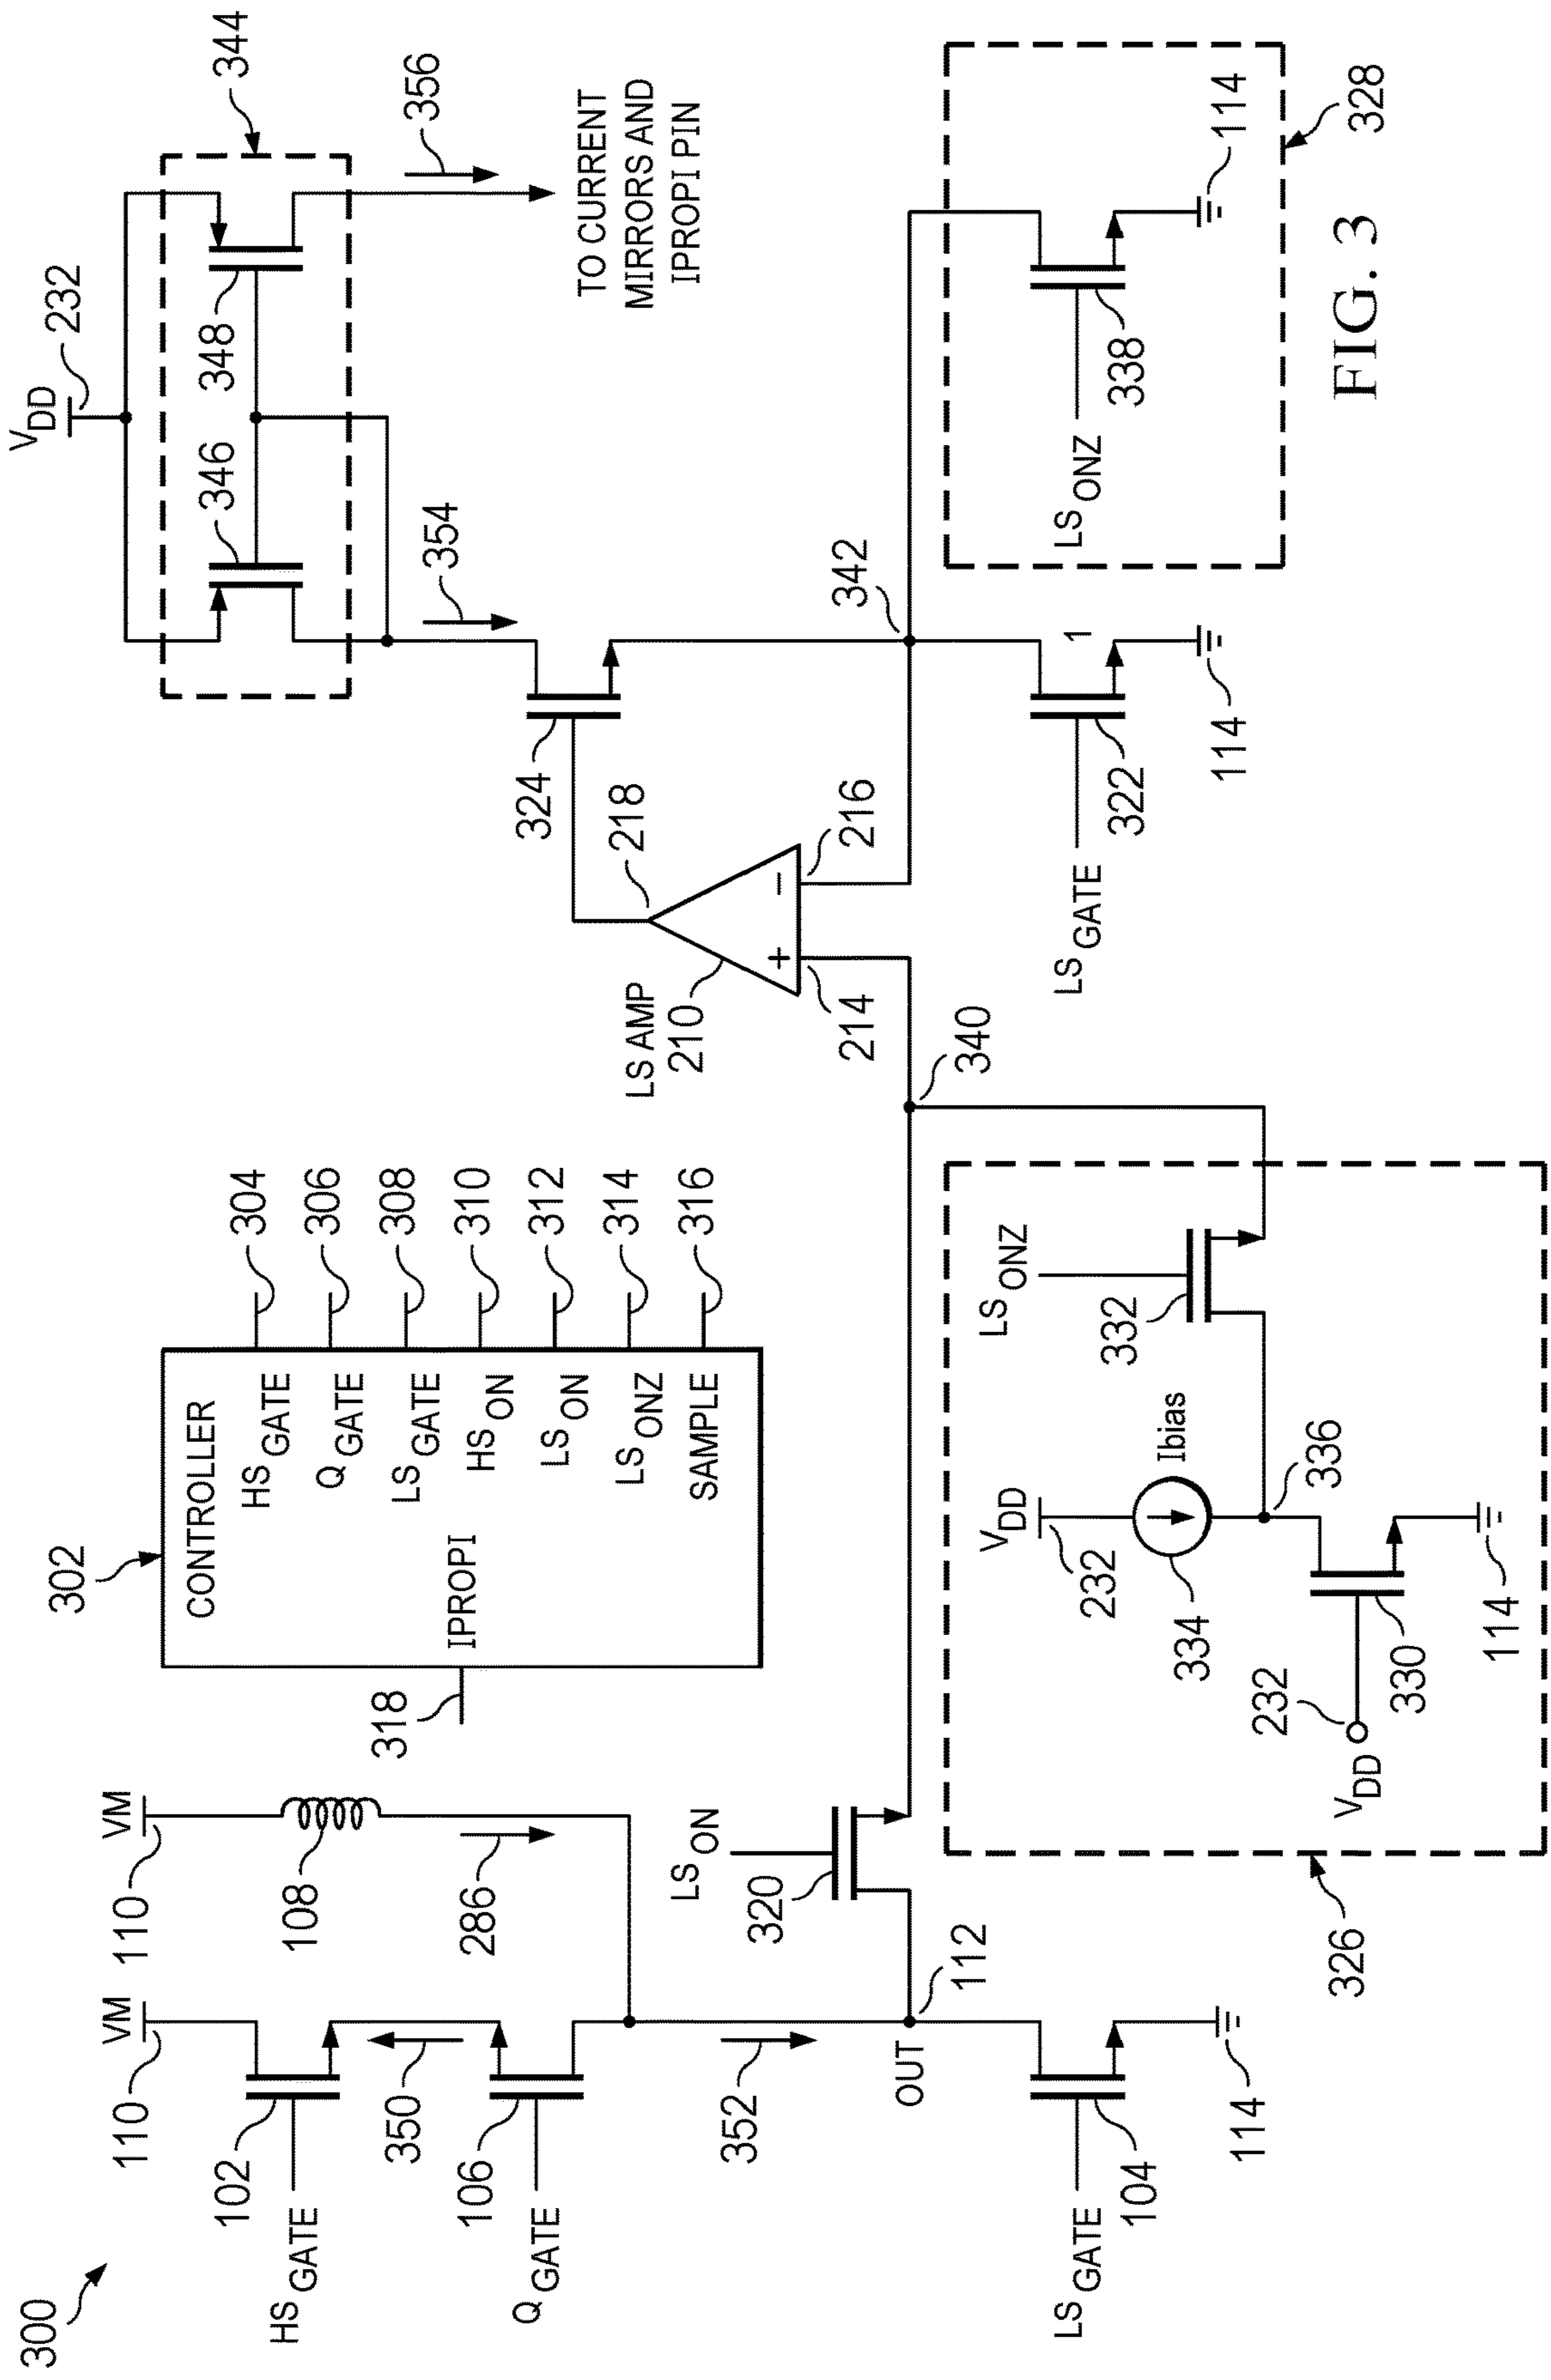 300
VM
110
VM
110
102
HS GATE
108
350
286
106
Q GATE
352
OUT
112
LS ON
320
LS GATE
104
114
302
CONTROLLER
IPROPI
318
HS GATE
304
Q GATE
306
LS GATE
308
HS ON
310
LS ON
312
LS ONZ
314
SAMPLE
316
326
VDD
232
Ibias
334
336
LS ONZ
332
VDD
232
330
114
340
LS AMP
210
+
-
214
216
218
324
VDD
232
344
346
348
354
356
TO CURRENT
MIRRORS AND
IPROPI PIN
342
LS GATE
322
1
114
LS ONZ
338
114
328
FIG. 3